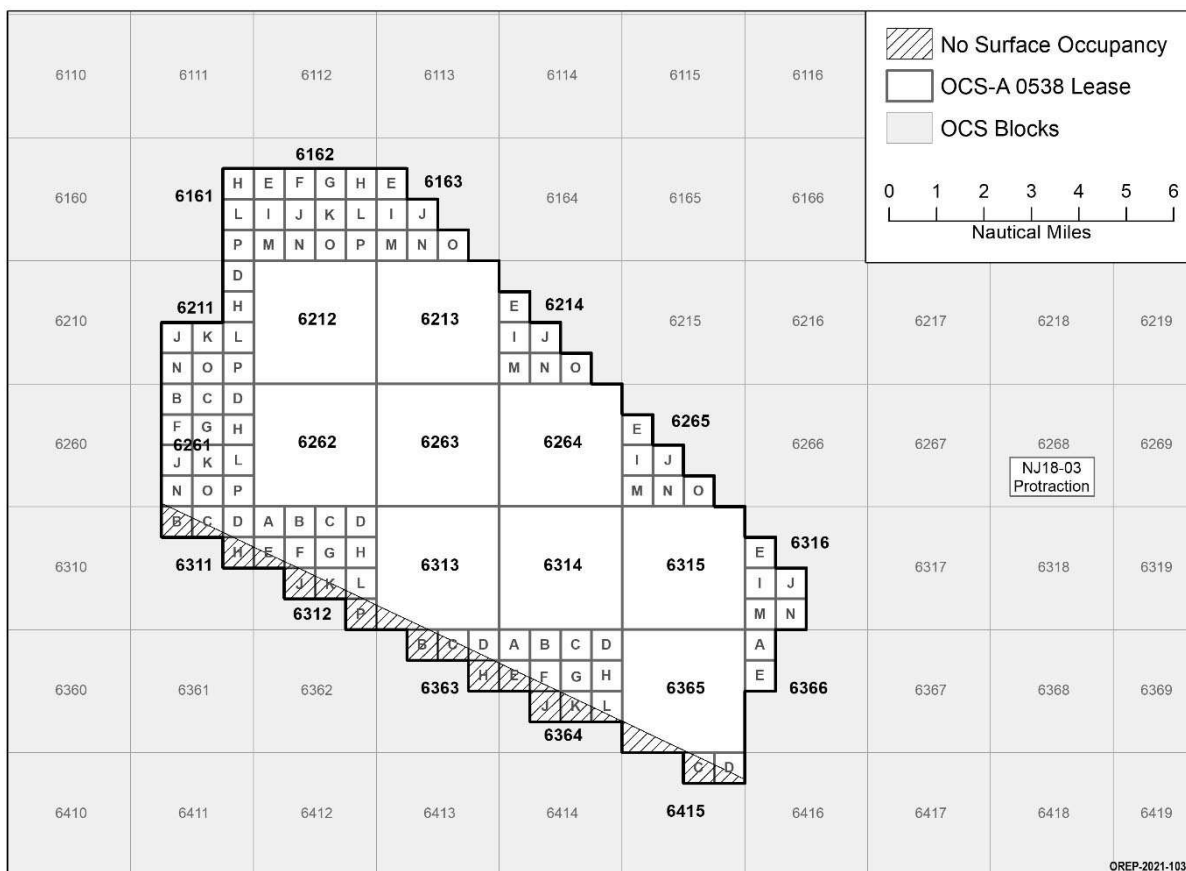 6110 6111 6112 6113 6114 6115 6116
No Surface Occupancy
OCS-A 0538 Lease
OCS Blocks
0 1 2 3 4 5 6
Nautical Miles
6162
H E F G H E 6163
6160 6161 6164 6165 6166
L I J K L I J
P M N O P M N O
D
H E 6214
6211
6210 6212 6213 6215 6216 6217 6218 6219
J K L I J
N O P M N O
B C D
F G H E 6265
6260 6261 6262 6263 6264 6266 6267 6268 6269
J K L I J
NJ18-03
Protraction
N O P M N O
B C D A B C D
H E F G H E 6316
6310 6311 6313 6314 6315 6317 6318 6319
J K L I J
6312 P M N
B C D A B C D A
H E F G H E
6360 6361 6362 6363 6365 6366 6367 6368 6369
J K L
6364
C D
6410 6411 6412 6413 6414 6415 6416 6417 6418 6419
OREP-2021-103